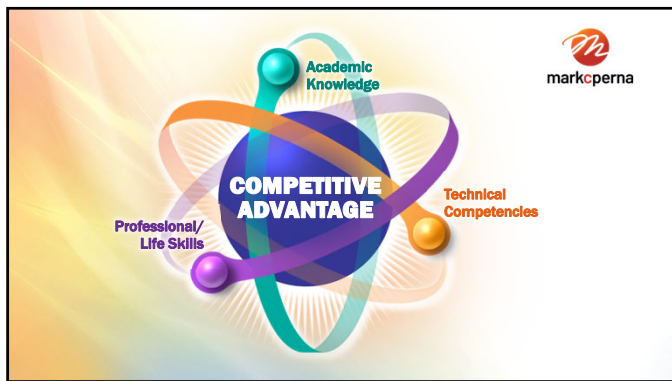 Academic
Knowledge
markcperna
COMPETITIVE
ADVANTAGE
Technical
Competencies
Professional/
Life Skills